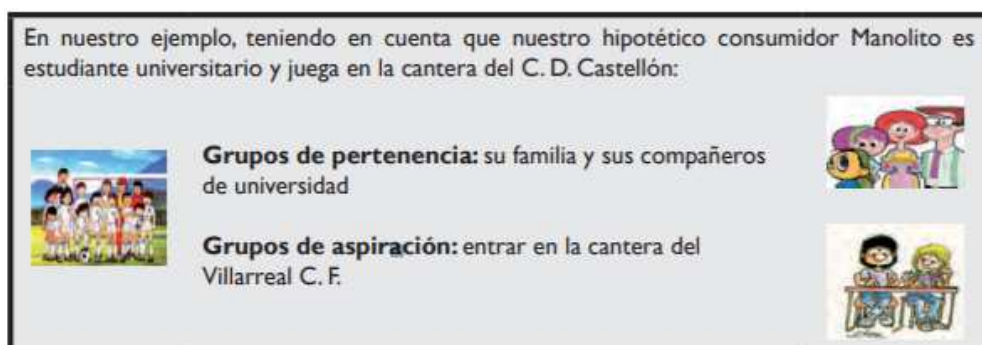 En nuestro ejemplo, teniendo en cuenta que nuestro hipotético consumidor Manolito es
estudiante universitario y juega en la cantera del C. D. Castellón:
Grupos de pertenencia: su familia y sus compañeros
de universidad
Grupos de aspiración: entrar en la cantera del
Villarreal C. F.